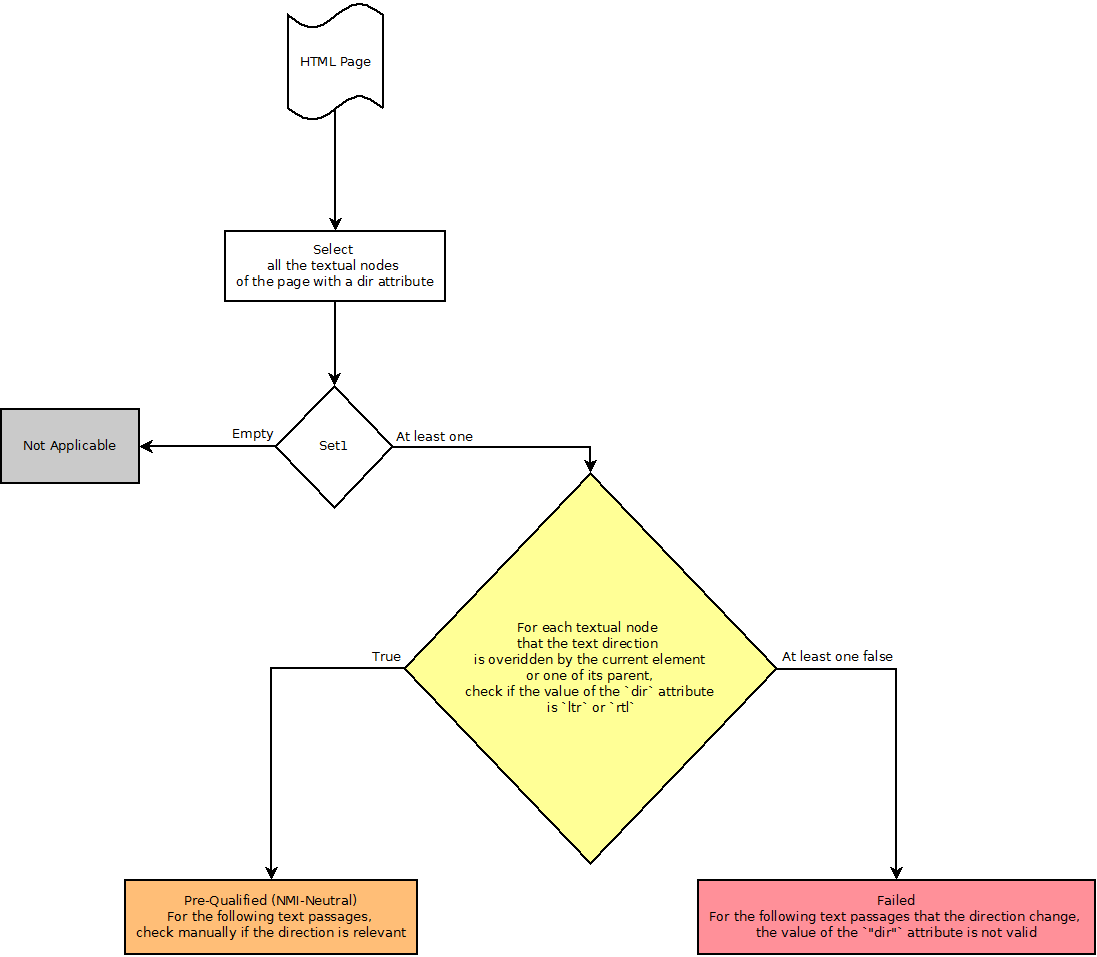 HTML Page
Select
all the textual nodes
of the page with a dir attribute
Empty
At least one
Set1
Not Applicable
For each textual node
that the text direction
is overidden by the current element
or one of its parent,
check if the value of the `dir` attribute
is `ltr` or `rtl`
True
At least one false
Pre-Qualified (NMI-Neutral)
For the following text passages,
check manually if the direction is relevant
Failed
For the following text passages that the direction change,
the value of the `"dir"` attribute is not valid